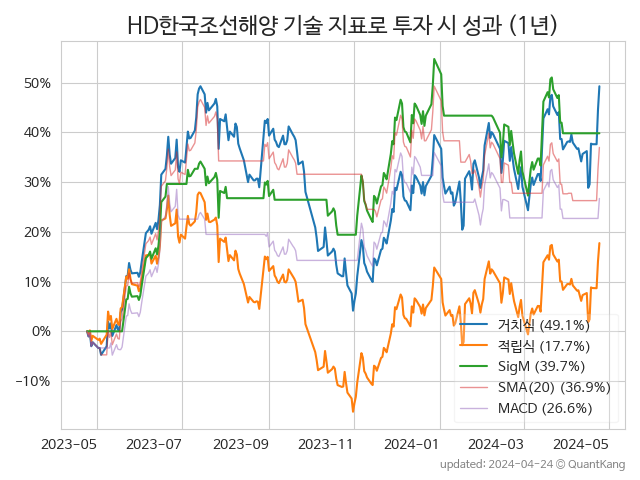 HD한국조선해양 기술 지표로 투자 시 성과 (1년)
50%
40%
30%
20%
10%
0%
−10%
거치식 (49.1%)
적립식 (17.7%)
SigM (39.7%)
SMA(20) (36.9%)
MACD (26.6%)
2023-05 2023-07 2023-09 2023-11 2024-01 2024-03 2024-05
updated: 2024-04-24 © QuantKang